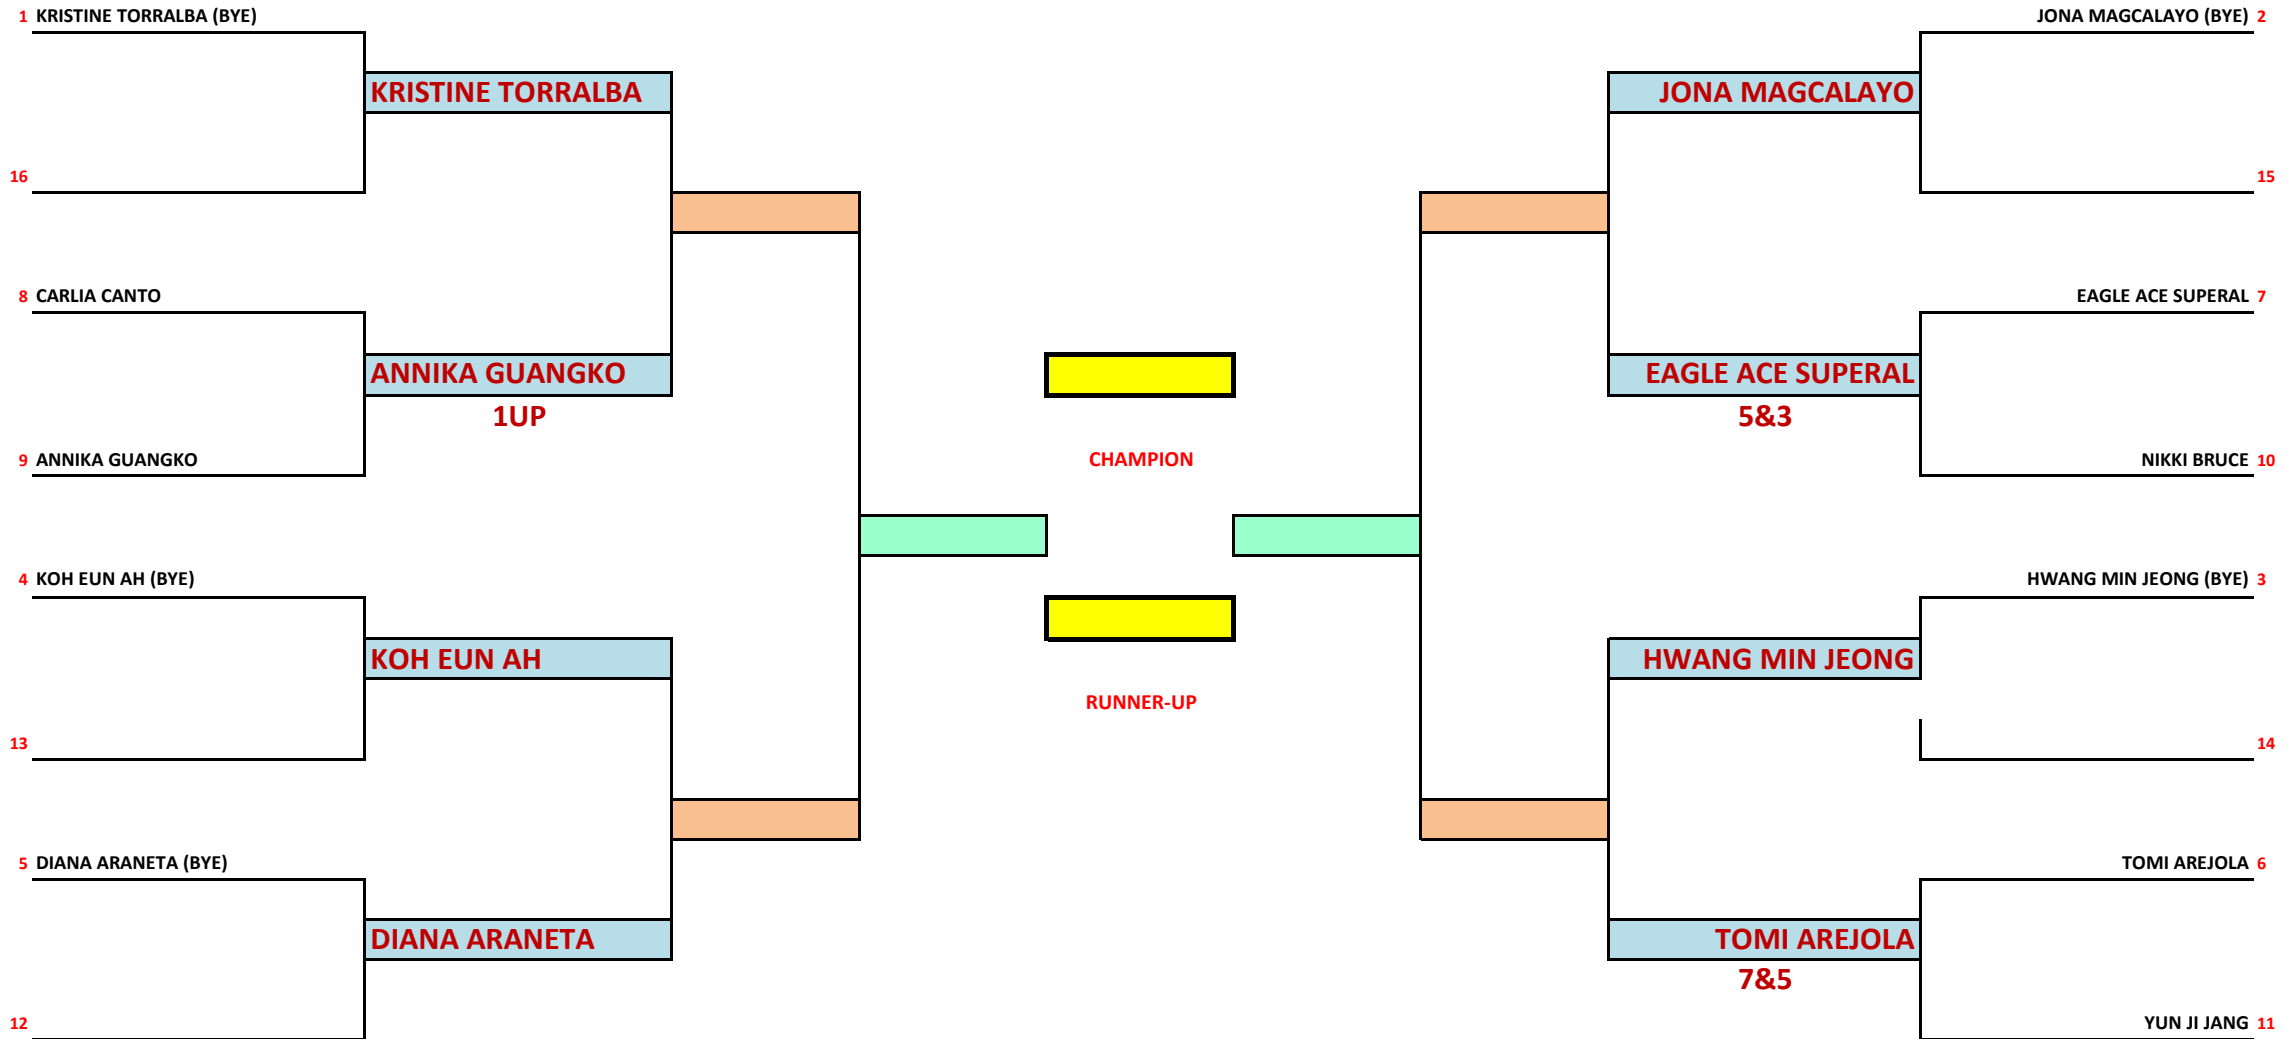 1 KRISTINE TORRALBA (BYE)
JONA MAGCALAYO (BYE) 2
KRISTINE TORRALBA
JONA MAGCALAYO
16
15
8 CARLIA CANTO
EAGLE ACE SUPERAL 7
ANNIKA GUANGKO
EAGLE ACE SUPERAL
1UP
5&3
9 ANNIKA GUANGKO
CHAMPION
NIKKI BRUCE 10
4 KOH EUN AH (BYE)
HWANG MIN JEONG (BYE) 3
KOH EUN AH
HWANG MIN JEONG
RUNNER-UP
13
14
5 DIANA ARANETA (BYE)
TOMI AREJOLA 6
DIANA ARANETA
TOMI AREJOLA
7&5
12
YUN JI JANG 11